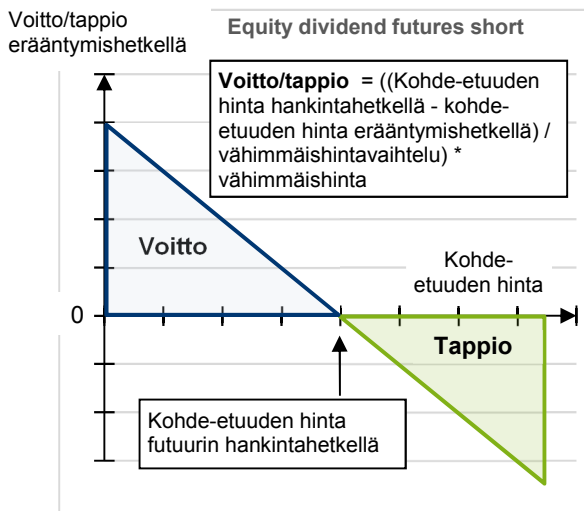 Voitto/tappio
erääntymishetkellä
Equity dividend futures short
Voitto/tappio = ((Kohde-etuuden
hinta hankintahetkellä - kohde-
etuuden hinta erääntymishetkellä) /
vähimmäishintavaihtelu) *
vähimmäishinta
Voitto
Kohde-
etuuden hinta
0
Tappio
Kohde-etuuden hinta
futuurin hankintahetkellä